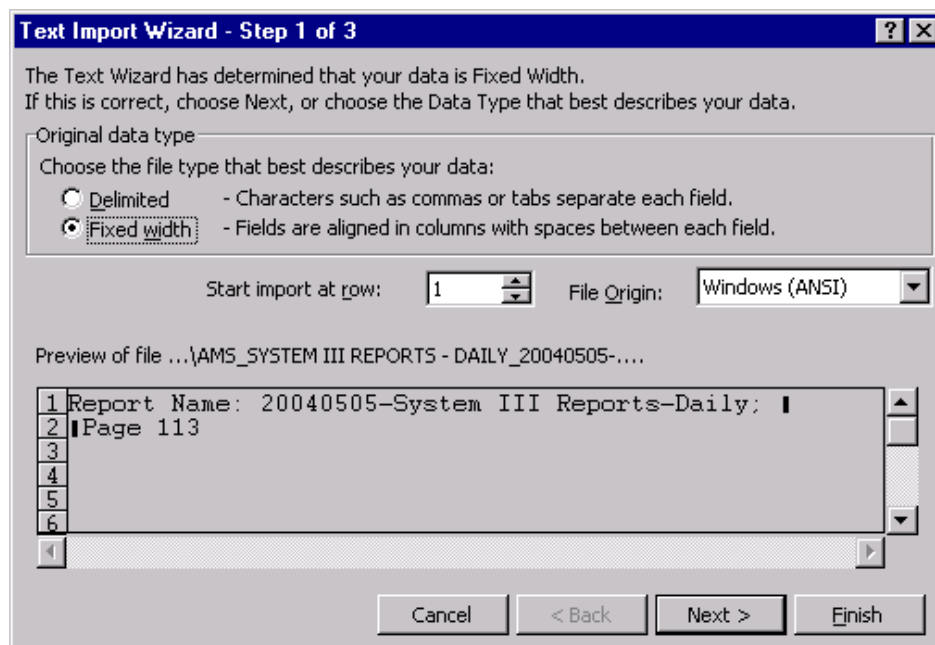 Text Import Wizard - Step 1 of 3
The Text Wizard has determined that your data is Fixed Width.
If this is correct, choose Next, or choose the Data Type that best describes your data.
Original data type
Choose the file type that best describes your data:
Delimited - Characters such as commas or tabs separate each field.
Fixed width - Fields are aligned in columns with spaces between each field.
Start import at row: 1 File Origin: Windows (ANSI)
Preview of file ...\AMS_SYSTEM III REPORTS - DAILY_20040505-....
1 Report Name: 20040505-System III Reports-Daily;
2 Page 113
3
4
5
6
Cancel < Back Next > Finish